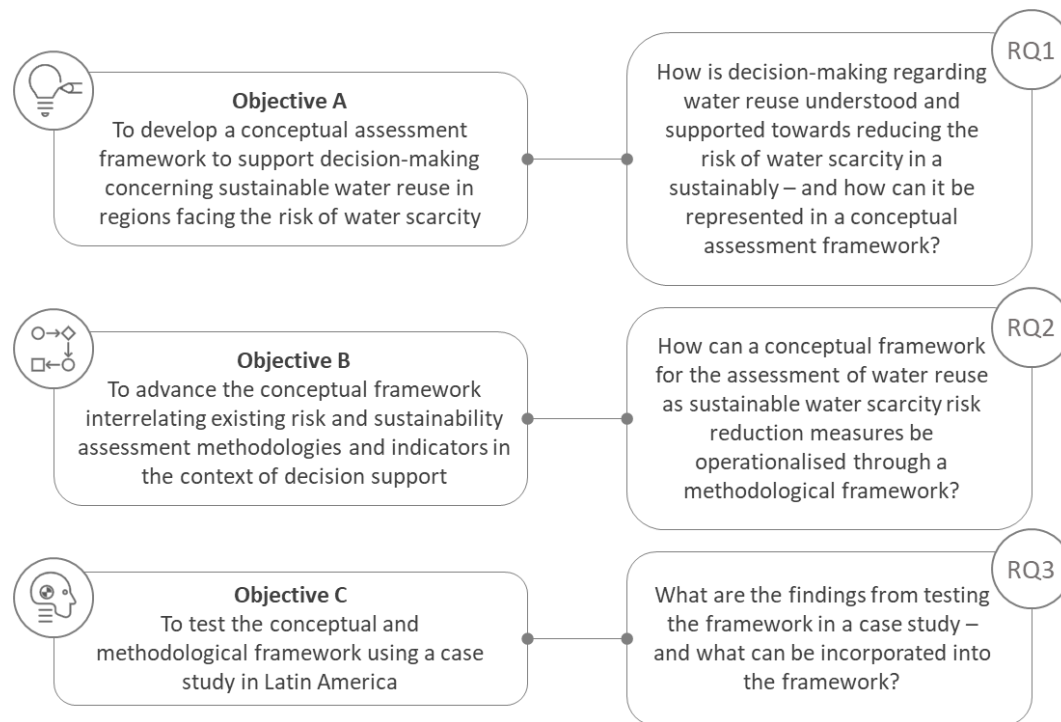 Objective A
To develop a conceptual assessment
framework to support decision-making
concerning sustainable water reuse in
regions facing the risk of water scarcity
RQ1
How is decision-making regarding
water reuse understood and
supported towards reducing the
risk of water scarcity in a
sustainably – and how can it be
represented in a conceptual
assessment framework?
Objective B
To advance the conceptual framework
interrelating existing risk and sustainability
assessment methodologies and indicators in
the context of decision support
RQ2
How can a conceptual framework
for the assessment of water reuse
as sustainable water scarcity risk
reduction measures be
operationalised through a
methodological framework?
Objective C
To test the conceptual and
methodological framework using a case
study in Latin America
RQ3
What are the findings from testing
the framework in a case study –
and what can be incorporated into
the framework?